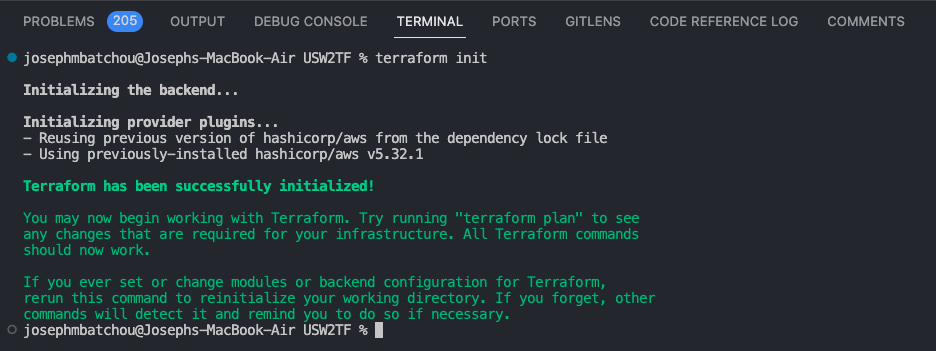 PROBLEMS 205 OUTPUT DEBUG CONSOLE TERMINAL PORTS GITLENS CODE REFERENCE LOG COMMENTS
josephmbatchou@Josephs-MacBook-Air USW2TF % terraform init
Initializing the backend...
Initializing provider plugins...
- Reusing previous version of hashicorp/aws from the dependency lock file
- Using previously-installed hashicorp/aws v5.32.1
Terraform has been successfully initialized!
You may now begin working with Terraform. Try running "terraform plan" to see
any changes that are required for your infrastructure. All Terraform commands
should now work.
If you ever set or change modules or backend configuration for Terraform,
rerun this command to reinitialize your working directory. If you forget, other
commands will detect it and remind you to do so if necessary.
josephmbatchou@Josephs-MacBook-Air USW2TF %